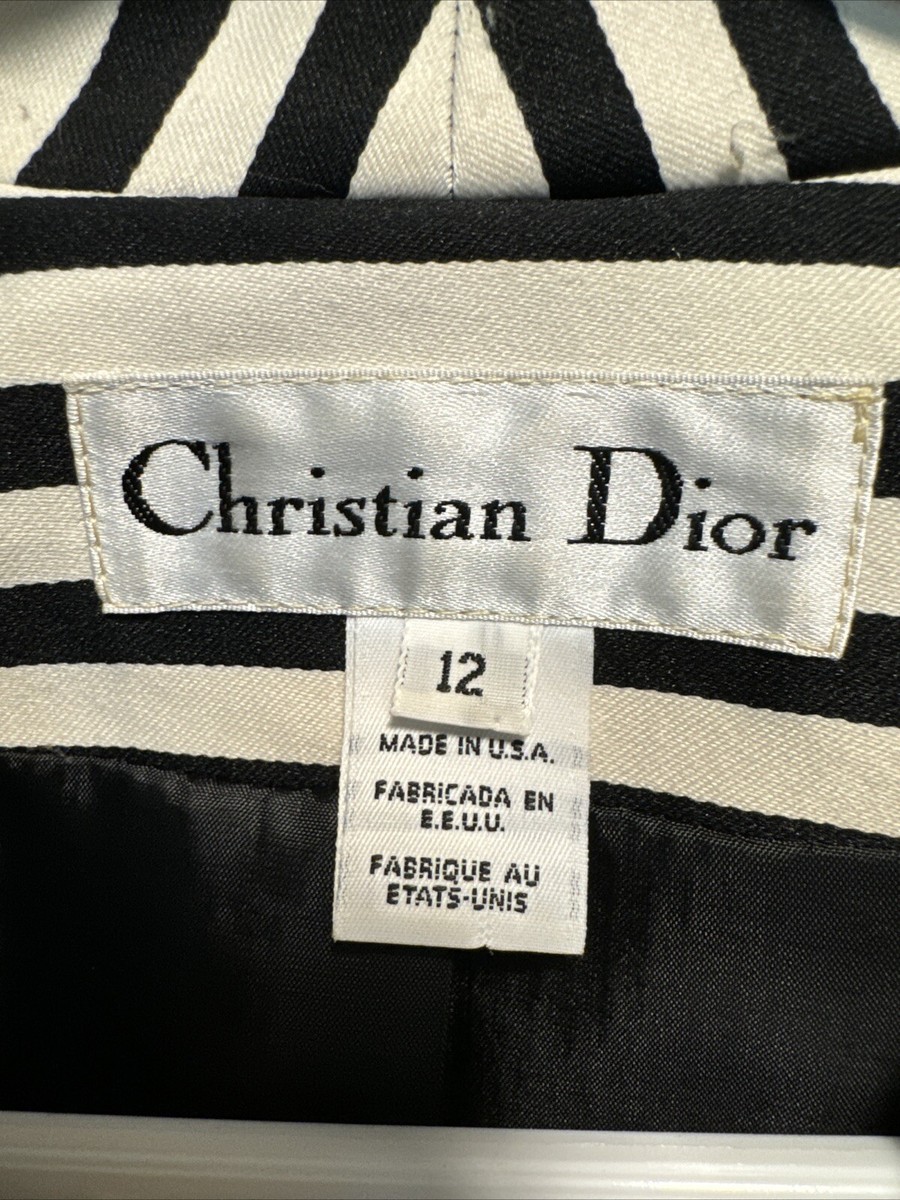 Christian Dior
12
MADE IN U.S.A.
FABRICADA EN
E.E.U.U.
FABRIQUE AU
ETATS-UNIS